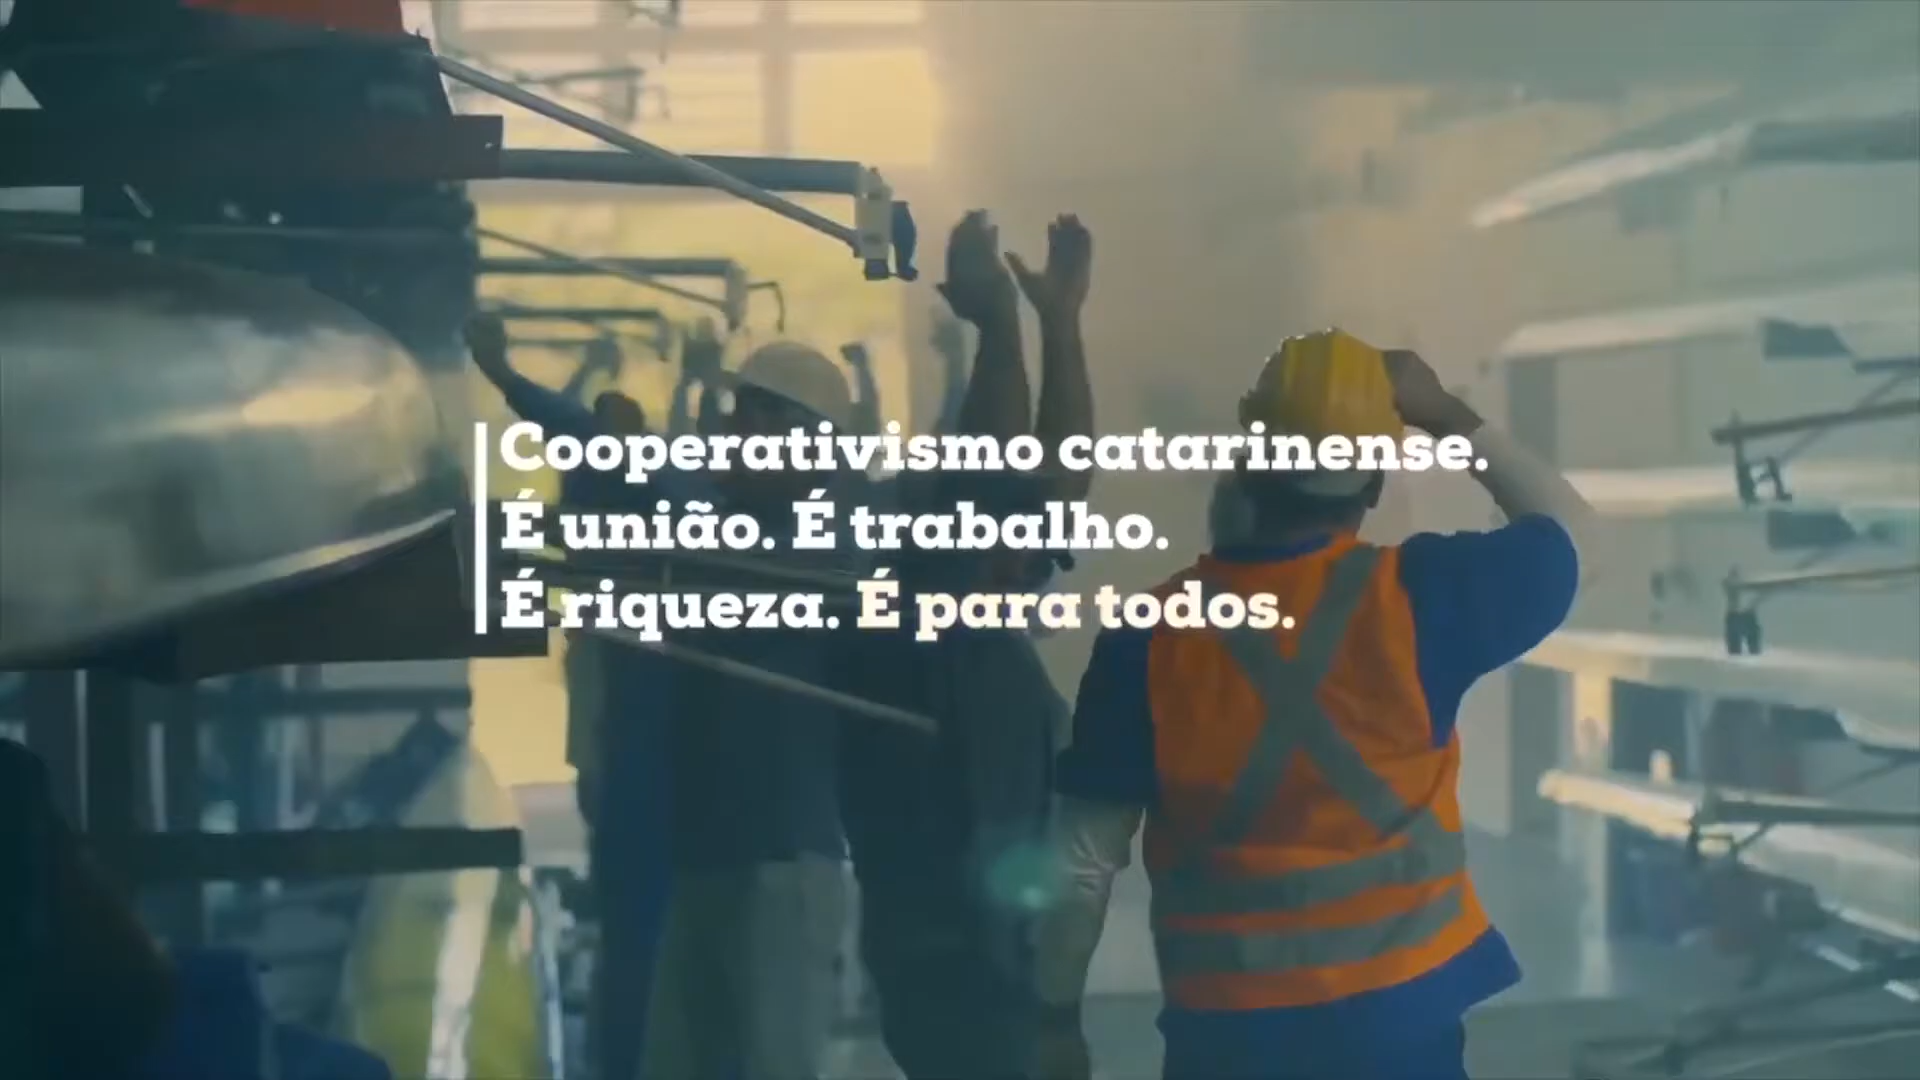 Cooperativismo catarinense.
É união. É trabalho.
É riqueza. É para todos.